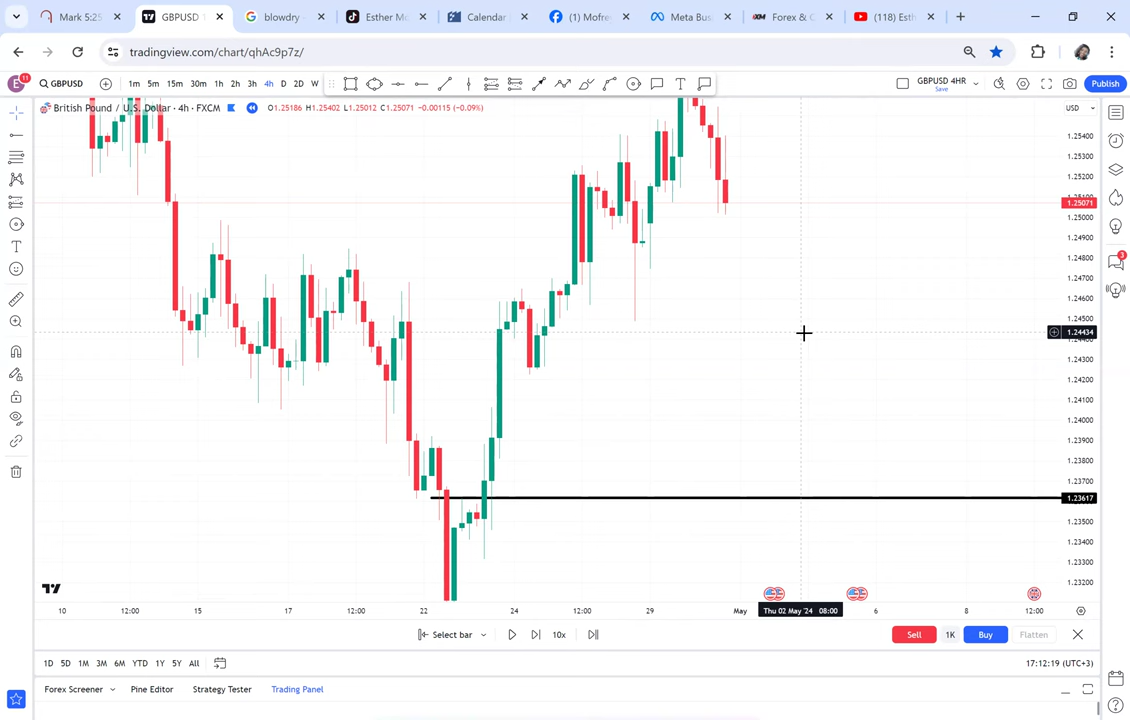 Mark 5:25
GBPUSD 1
blowdry
Esther Mo
Calendar
(1) Mofre
Meta Bus
Forex & C
(118) Esth
tradingview.com/chart/qhAc9p7z/
E 11 GBPUSD 1m 5m 15m 30m 1h 2h 3h 4h D 2D W GBPUSD 4HR Save Publish
British Pound / U.S. Dollar · 4h · FXCM O1.25186 H1.25402 L1.25012 C1.25071 −0.00115 (−0.09%) USD
1.25400
1.25300
1.25200
1.25071
1.25000
1.24900
1.24800
1.24700
1.24600
1.24500
1.24434
1.24300
1.24200
1.24100
1.24000
1.23900
1.23800
1.23700
1.23617
1.23500
1.23400
1.23300
1.23200
3
10 12:00 15 17 12:00 22 24 12:00 29 May Thu 02 May '24 08:00 6 8 12:00
Select bar 10x Sell 1K Buy Flatten
1D 5D 1M 3M 6M YTD 1Y 5Y All 17:12:19 (UTC+3)
Forex Screener Pine Editor Strategy Tester Trading Panel